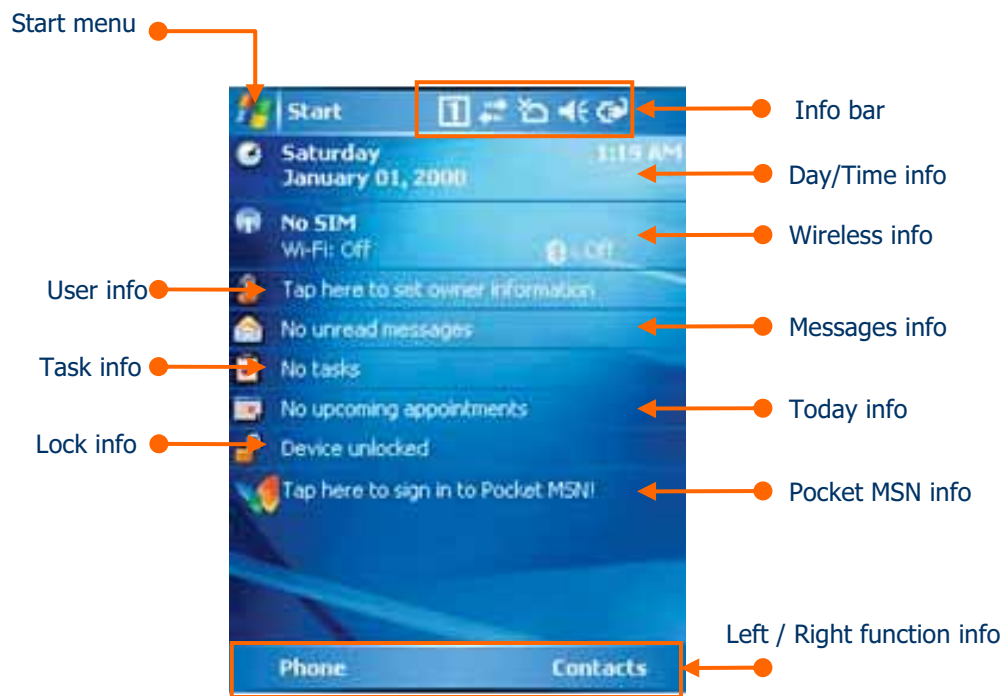 Start menu
Start
1
Info bar
Saturday
1:19 AM
January 01, 2000
Day/Time info
No SIM
Wi-Fi: Off
: Off
Wireless info
User info
Tap here to set owner information
No unread messages
Messages info
Task info
No tasks
No upcoming appointments
Today info
Lock info
Device unlocked
Tap here to sign in to Pocket MSN!
Pocket MSN info
Left / Right function info
Phone
Contacts